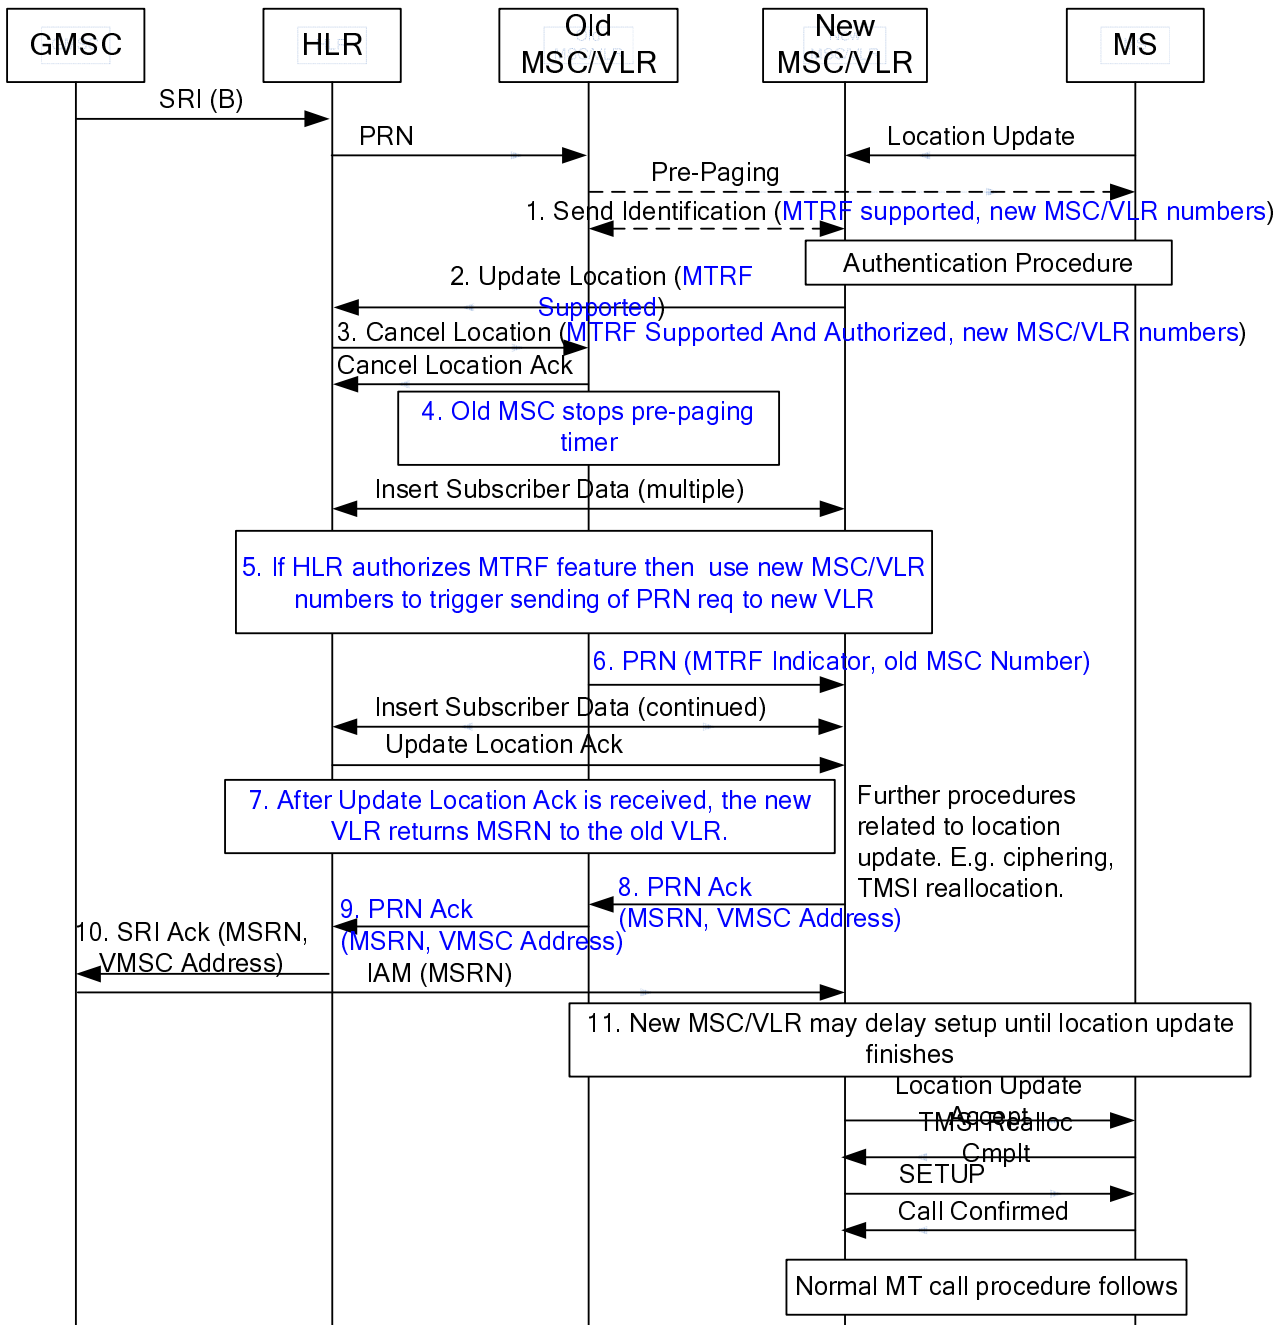 GMSC
HLR
Old
MSC/VLR
New
MSC/VLR
MS
SRI (B)
PRN
Location Update
Pre-Paging
1. Send Identification (MTRF supported, new MSC/VLR numbers)
Authentication Procedure
2. Update Location (MTRF
Supported)
3. Cancel Location (MTRF Supported And Authorized, new MSC/VLR numbers)
Cancel Location Ack
4. Old MSC stops pre-paging
timer
Insert Subscriber Data (multiple)
5. If HLR authorizes MTRF feature then  use new MSC/VLR
numbers to trigger sending of PRN req to new VLR
6. PRN (MTRF Indicator, old MSC Number)
Insert Subscriber Data (continued)
Update Location Ack
7. After Update Location Ack is received, the new
VLR returns MSRN to the old VLR.
Further procedures
related to location
update. E.g. ciphering,
TMSI reallocation.
8. PRN Ack
(MSRN, VMSC Address)
9. PRN Ack
(MSRN, VMSC Address)
10. SRI Ack (MSRN,
VMSC Address)
IAM (MSRN)
11. New MSC/VLR may delay setup until location update
finishes
Location Update
Accept
TMSI Realloc
Cmplt
SETUP
Call Confirmed
Normal MT call procedure follows